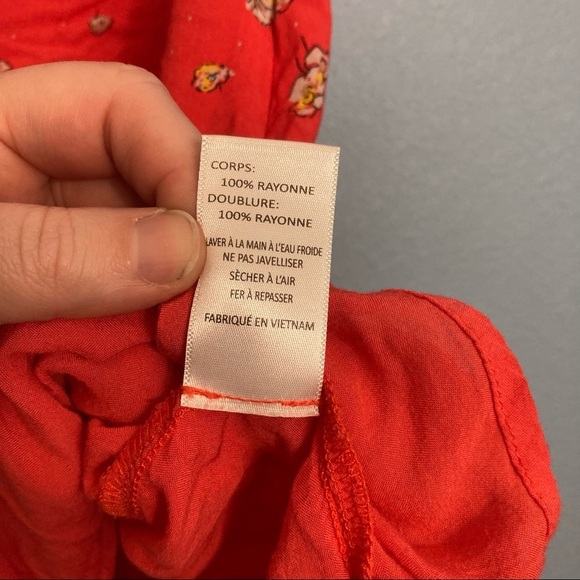 CORPS:
100% RAYONNE
DOUBLURE:
100% RAYONNE
LAVER À LA MAIN À L'EAU FROIDE
NE PAS JAVELLISER
SÈCHER À L'AIR
FER À REPASSER
FABRIQUÉ EN VIETNAM